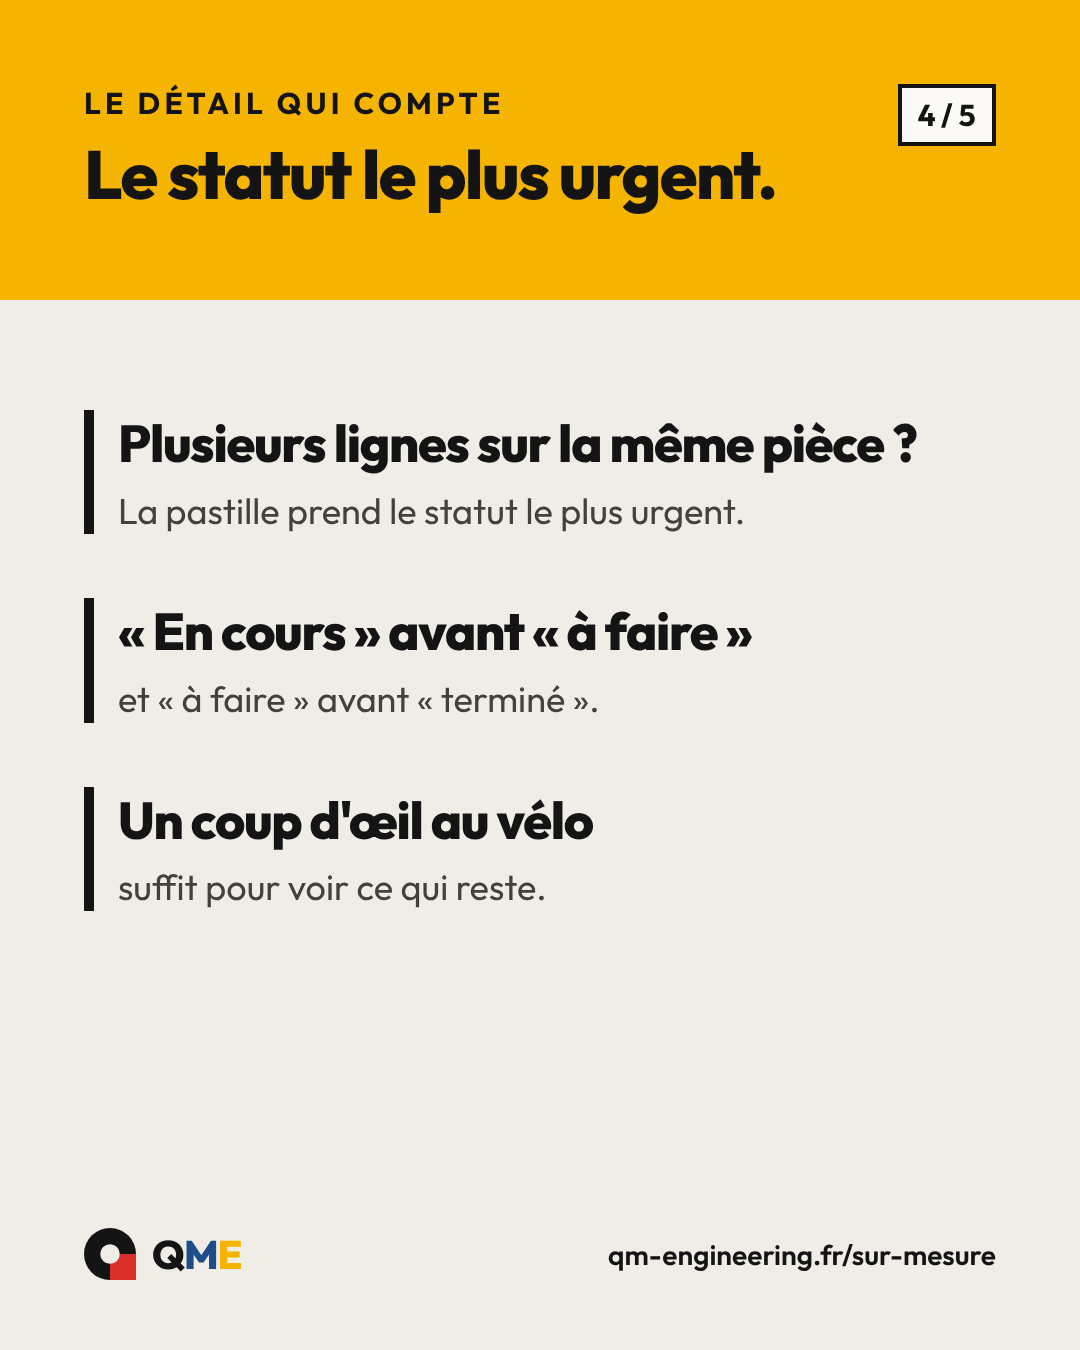 LE DÉTAIL QUI COMPTE
4 / 5
Le statut le plus urgent.
Plusieurs lignes sur la même pièce ?
La pastille prend le statut le plus urgent.
« En cours » avant « à faire »
et « à faire » avant « terminé ».
Un coup d'œil au vélo
suffit pour voir ce qui reste.
QME
qm-engineering.fr/sur-mesure